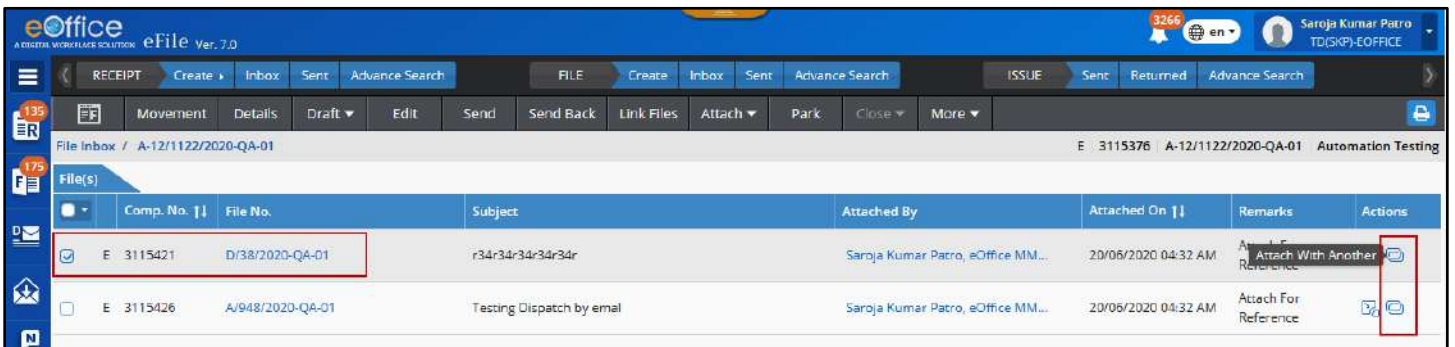 eOffice
A DIGITAL WORKPLACE SOLUTION eFile Ver. 7.0
3266 en Saroja Kumar Patro
TD(SKP)-EOFFICE
RECEIPT Create Inbox Sent Advance Search FILE Create Inbox Sent Advance Search ISSUE Sent Returned Advance Search
135 R Movement Details Draft Edit Send Send Back Link Files Attach Park Close More
File Inbox / A-12/1122/2020-QA-01 E 3115376 A-12/1122/2020-QA-01 Automation Testing
175 F File(s)
Comp. No. File No. Subject Attached By Attached On Remarks Actions
E 3115421 D/38/2020-QA-01 r34r34r34r34r34r Saroja Kumar Patro, eOffice MM... 20/06/2020 04:32 AM Attach With Another
E 3115426 A/948/2020-QA-01 Testing Dispatch by emal Saroja Kumar Patro, eOffice MM... 20/06/2020 04:32 AM Attach For
Reference
D
N